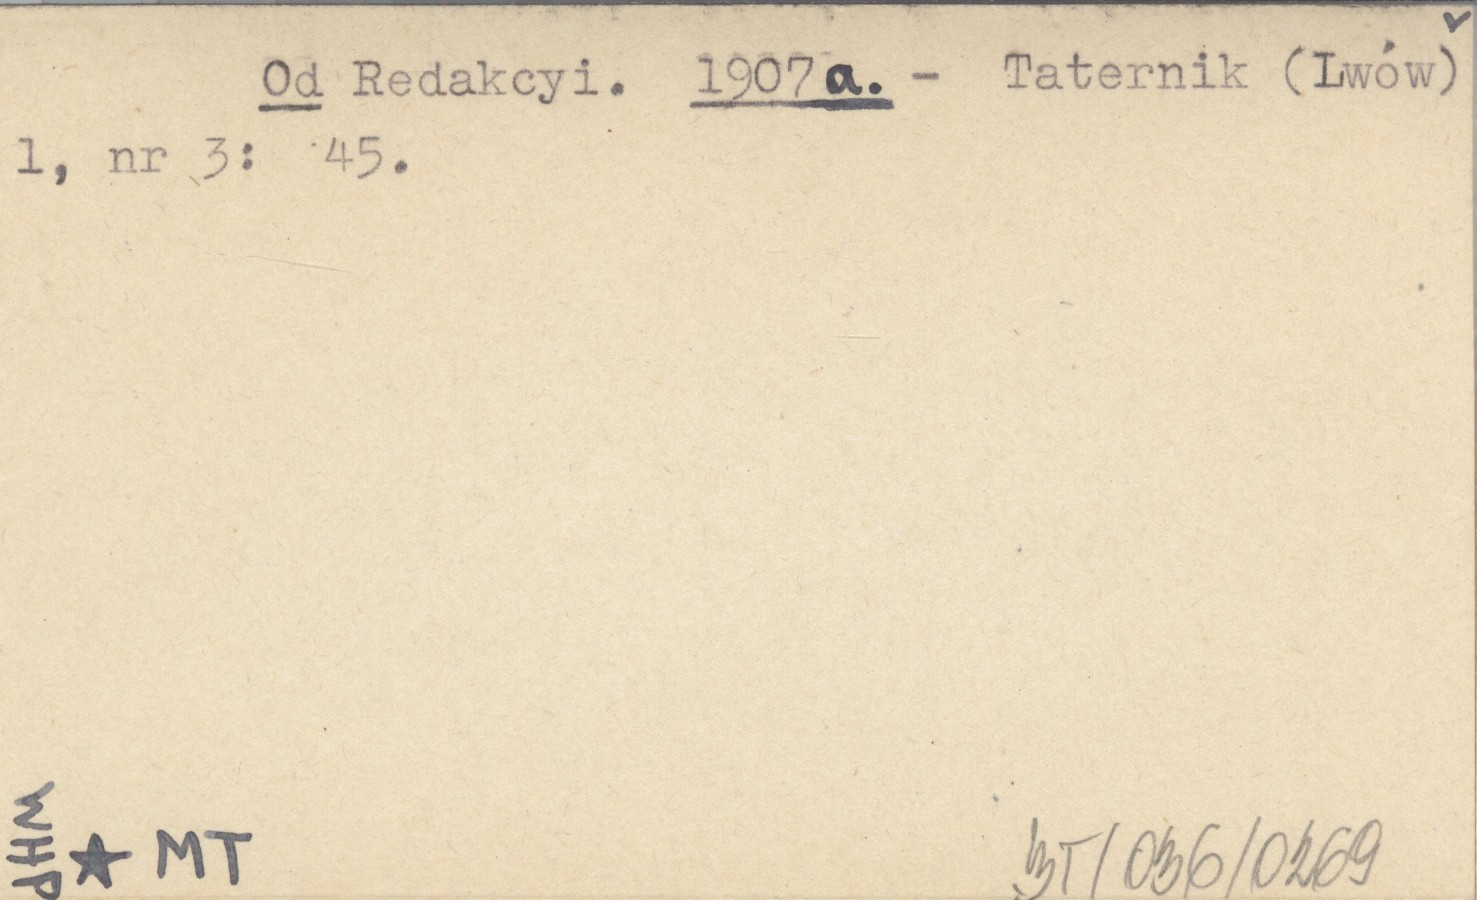 Od Redakcyi. 1907a. - Taternik (Lwów)
1, nr 3: 45.
WHP ★ MT
BT/036/0269